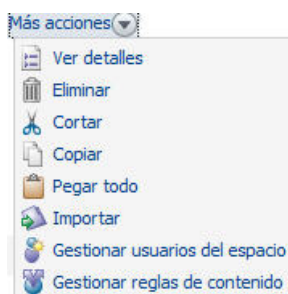 Más acciones
Ver detalles
Eliminar
Cortar
Copiar
Pegar todo
Importar
Gestionar usuarios del espacio
Gestionar reglas de contenido